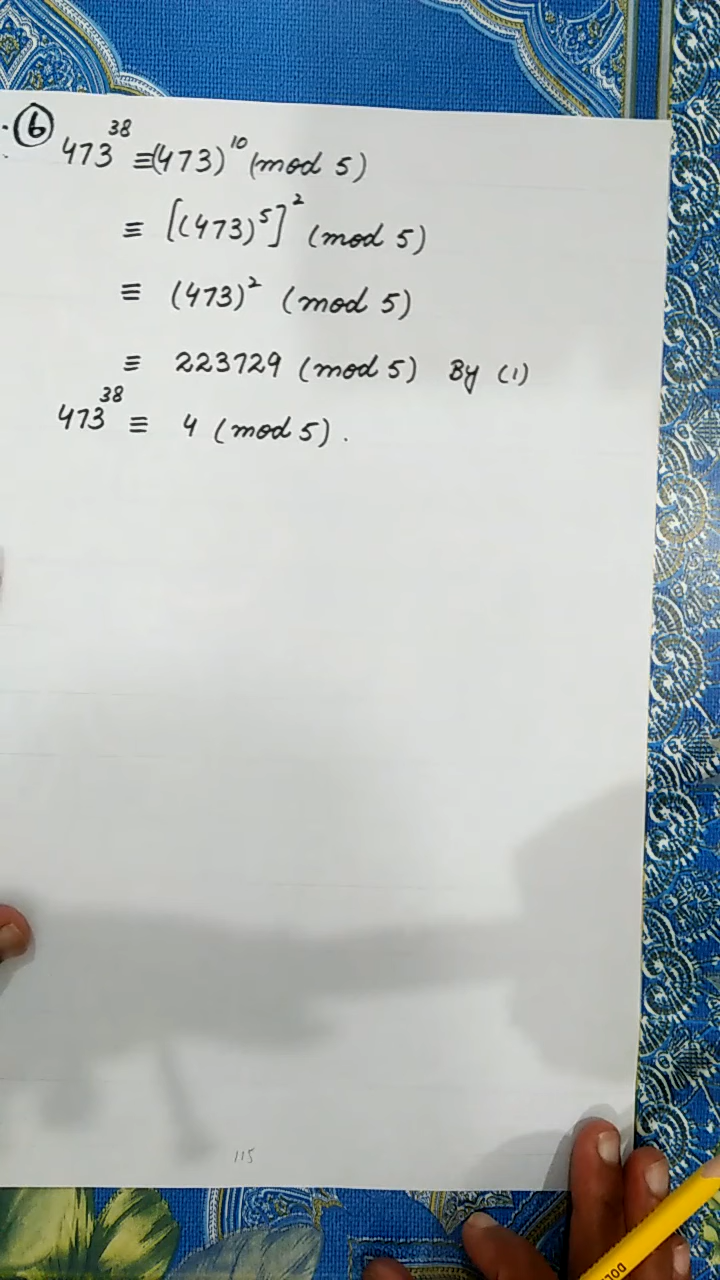 ·⑥ 473^38 ≡(473)^10 (mod 5)
≡ [(473)^5]^2 (mod 5)
≡ (473)^2 (mod 5)
≡ 223729 (mod 5) By (1)
473^38 ≡ 4 (mod 5).
115